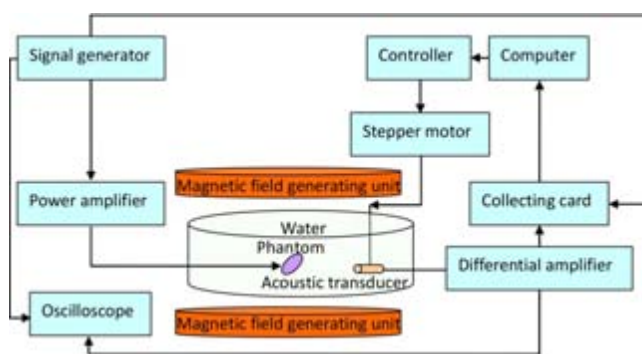 Signal generator
Controller
Computer
Stepper motor
Magnetic field generating unit
Power amplifier
Collecting card
Water
Phantom
Acoustic transducer
Differential amplifier
Oscilloscope
Magnetic field generating unit